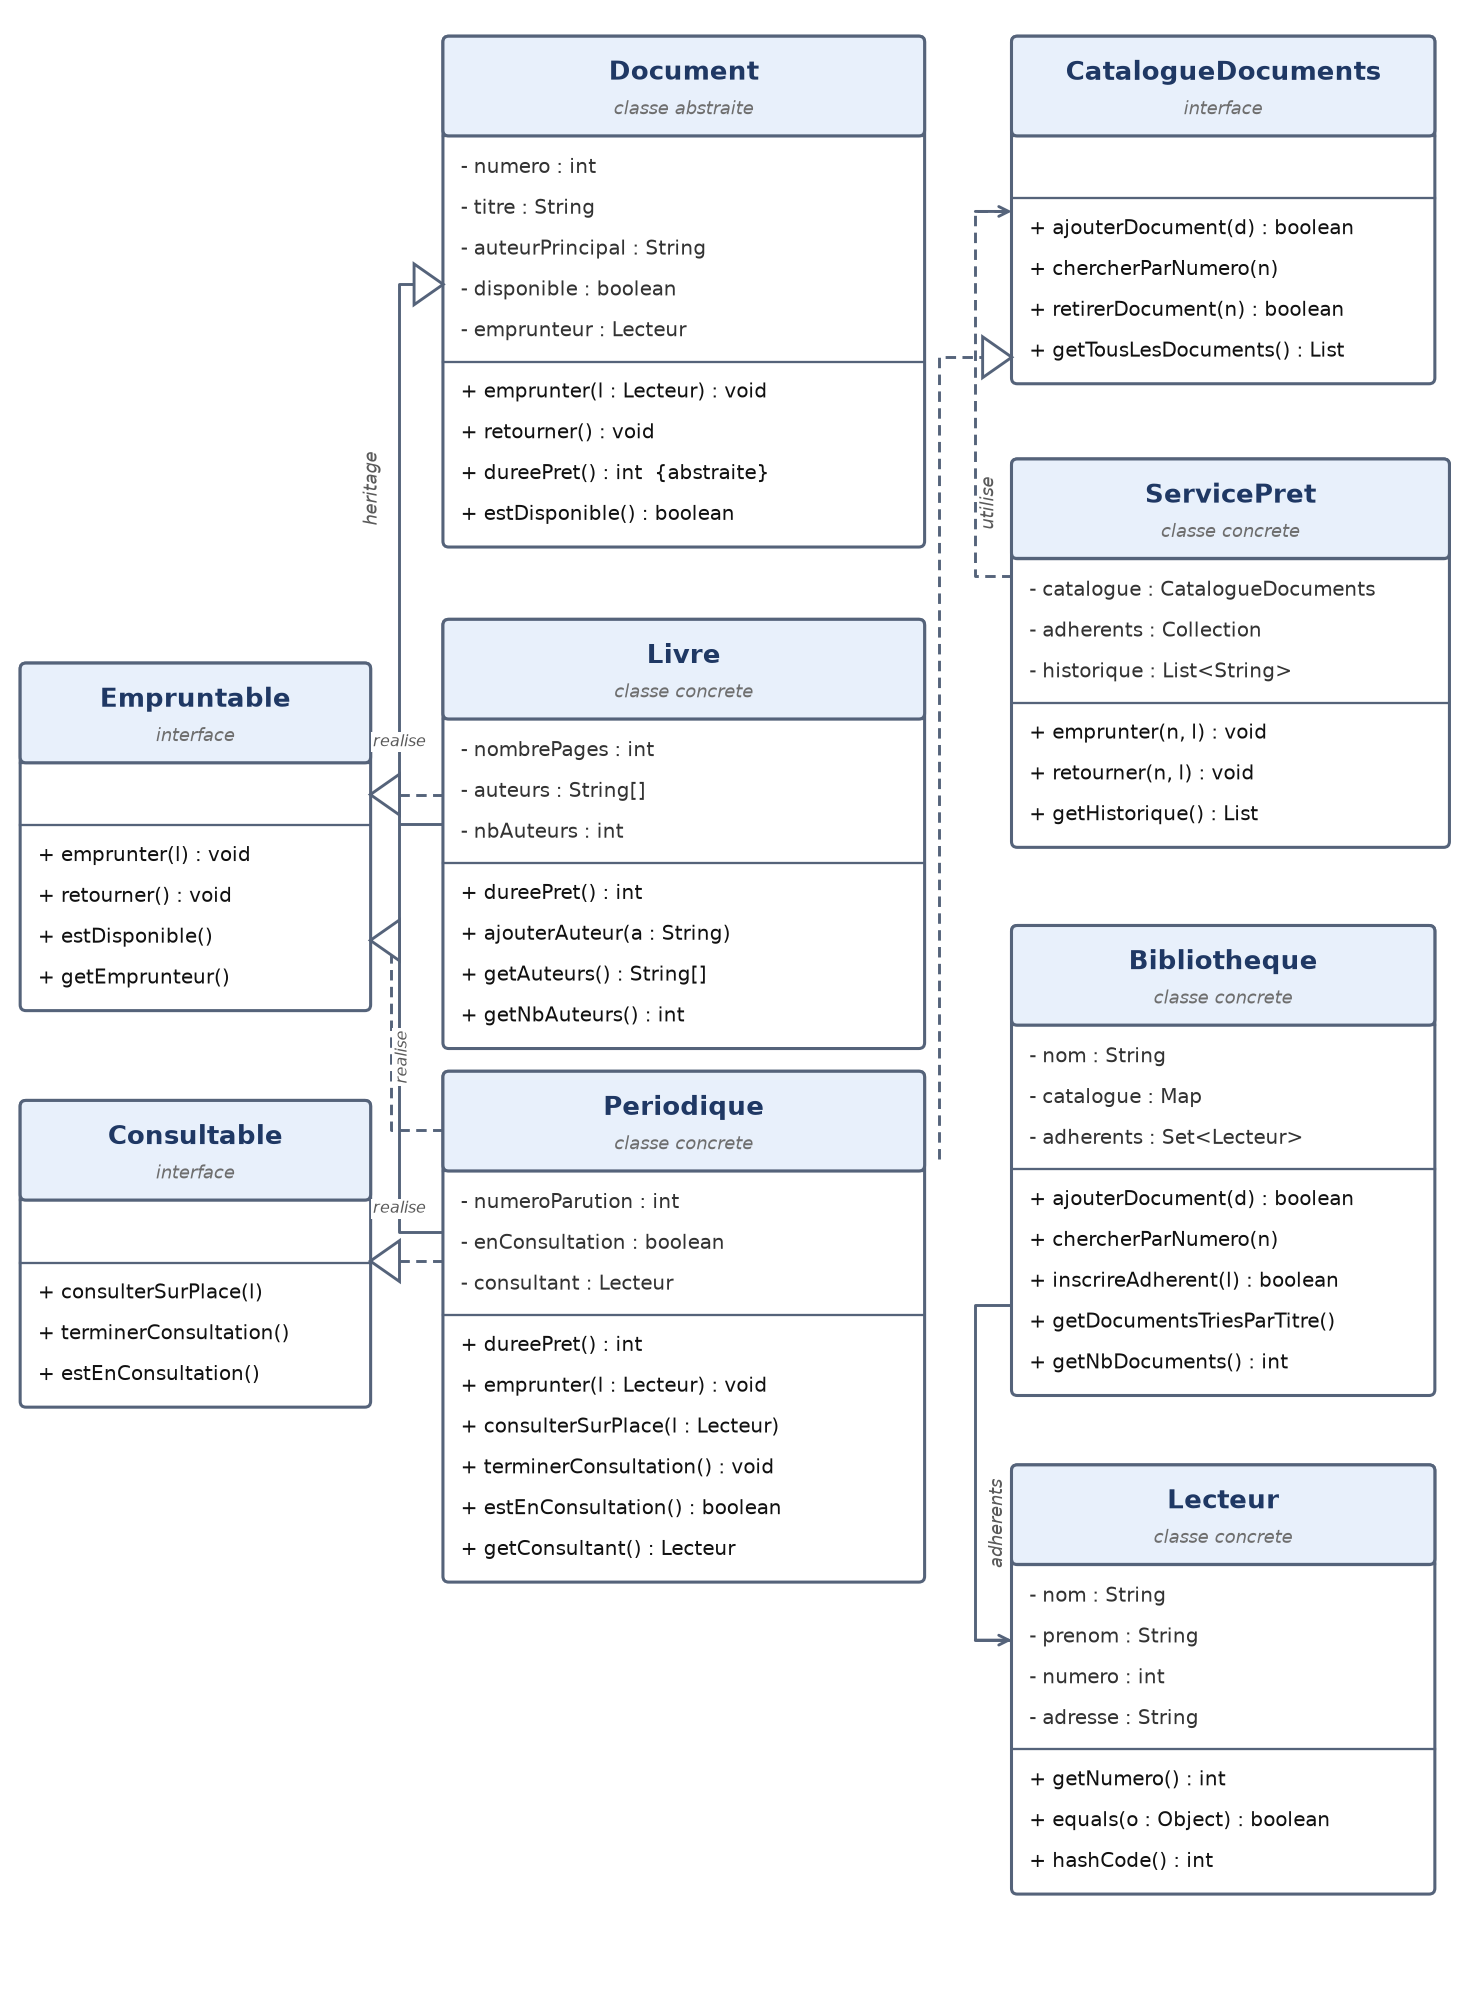 Document
classe abstraite
- numero : int
- titre : String
- auteurPrincipal : String
- disponible : boolean
- emprunteur : Lecteur
+ emprunter(l : Lecteur) : void
+ retourner() : void
+ dureePret() : int  {abstraite}
+ estDisponible() : boolean
CatalogueDocuments
interface
+ ajouterDocument(d) : boolean
+ chercherParNumero(n)
+ retirerDocument(n) : boolean
+ getTousLesDocuments() : List
heritage
utilise
ServicePret
classe concrete
- catalogue : CatalogueDocuments
- adherents : Collection
- historique : List<String>
+ emprunter(n, l) : void
+ retourner(n, l) : void
+ getHistorique() : List
Livre
classe concrete
- nombrePages : int
- auteurs : String[]
- nbAuteurs : int
+ dureePret() : int
+ ajouterAuteur(a : String)
+ getAuteurs() : String[]
+ getNbAuteurs() : int
Empruntable
interface
+ emprunter(l) : void
+ retourner() : void
+ estDisponible()
+ getEmprunteur()
realise
realise
realise
Consultable
interface
+ consulterSurPlace(l)
+ terminerConsultation()
+ estEnConsultation()
Periodique
classe concrete
- numeroParution : int
- enConsultation : boolean
- consultant : Lecteur
+ dureePret() : int
+ emprunter(l : Lecteur) : void
+ consulterSurPlace(l : Lecteur)
+ terminerConsultation() : void
+ estEnConsultation() : boolean
+ getConsultant() : Lecteur
Bibliotheque
classe concrete
- nom : String
- catalogue : Map
- adherents : Set<Lecteur>
+ ajouterDocument(d) : boolean
+ chercherParNumero(n)
+ inscrireAdherent(l) : boolean
+ getDocumentsTriesParTitre()
+ getNbDocuments() : int
adherents
Lecteur
classe concrete
- nom : String
- prenom : String
- numero : int
- adresse : String
+ getNumero() : int
+ equals(o : Object) : boolean
+ hashCode() : int